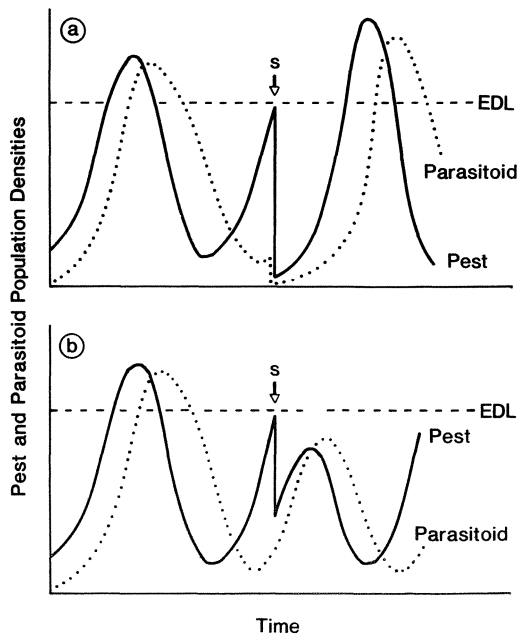 Pest and Parasitoid Population Densities
a
s
EDL
Parasitoid
Pest
b
s
EDL
Pest
Parasitoid
Time